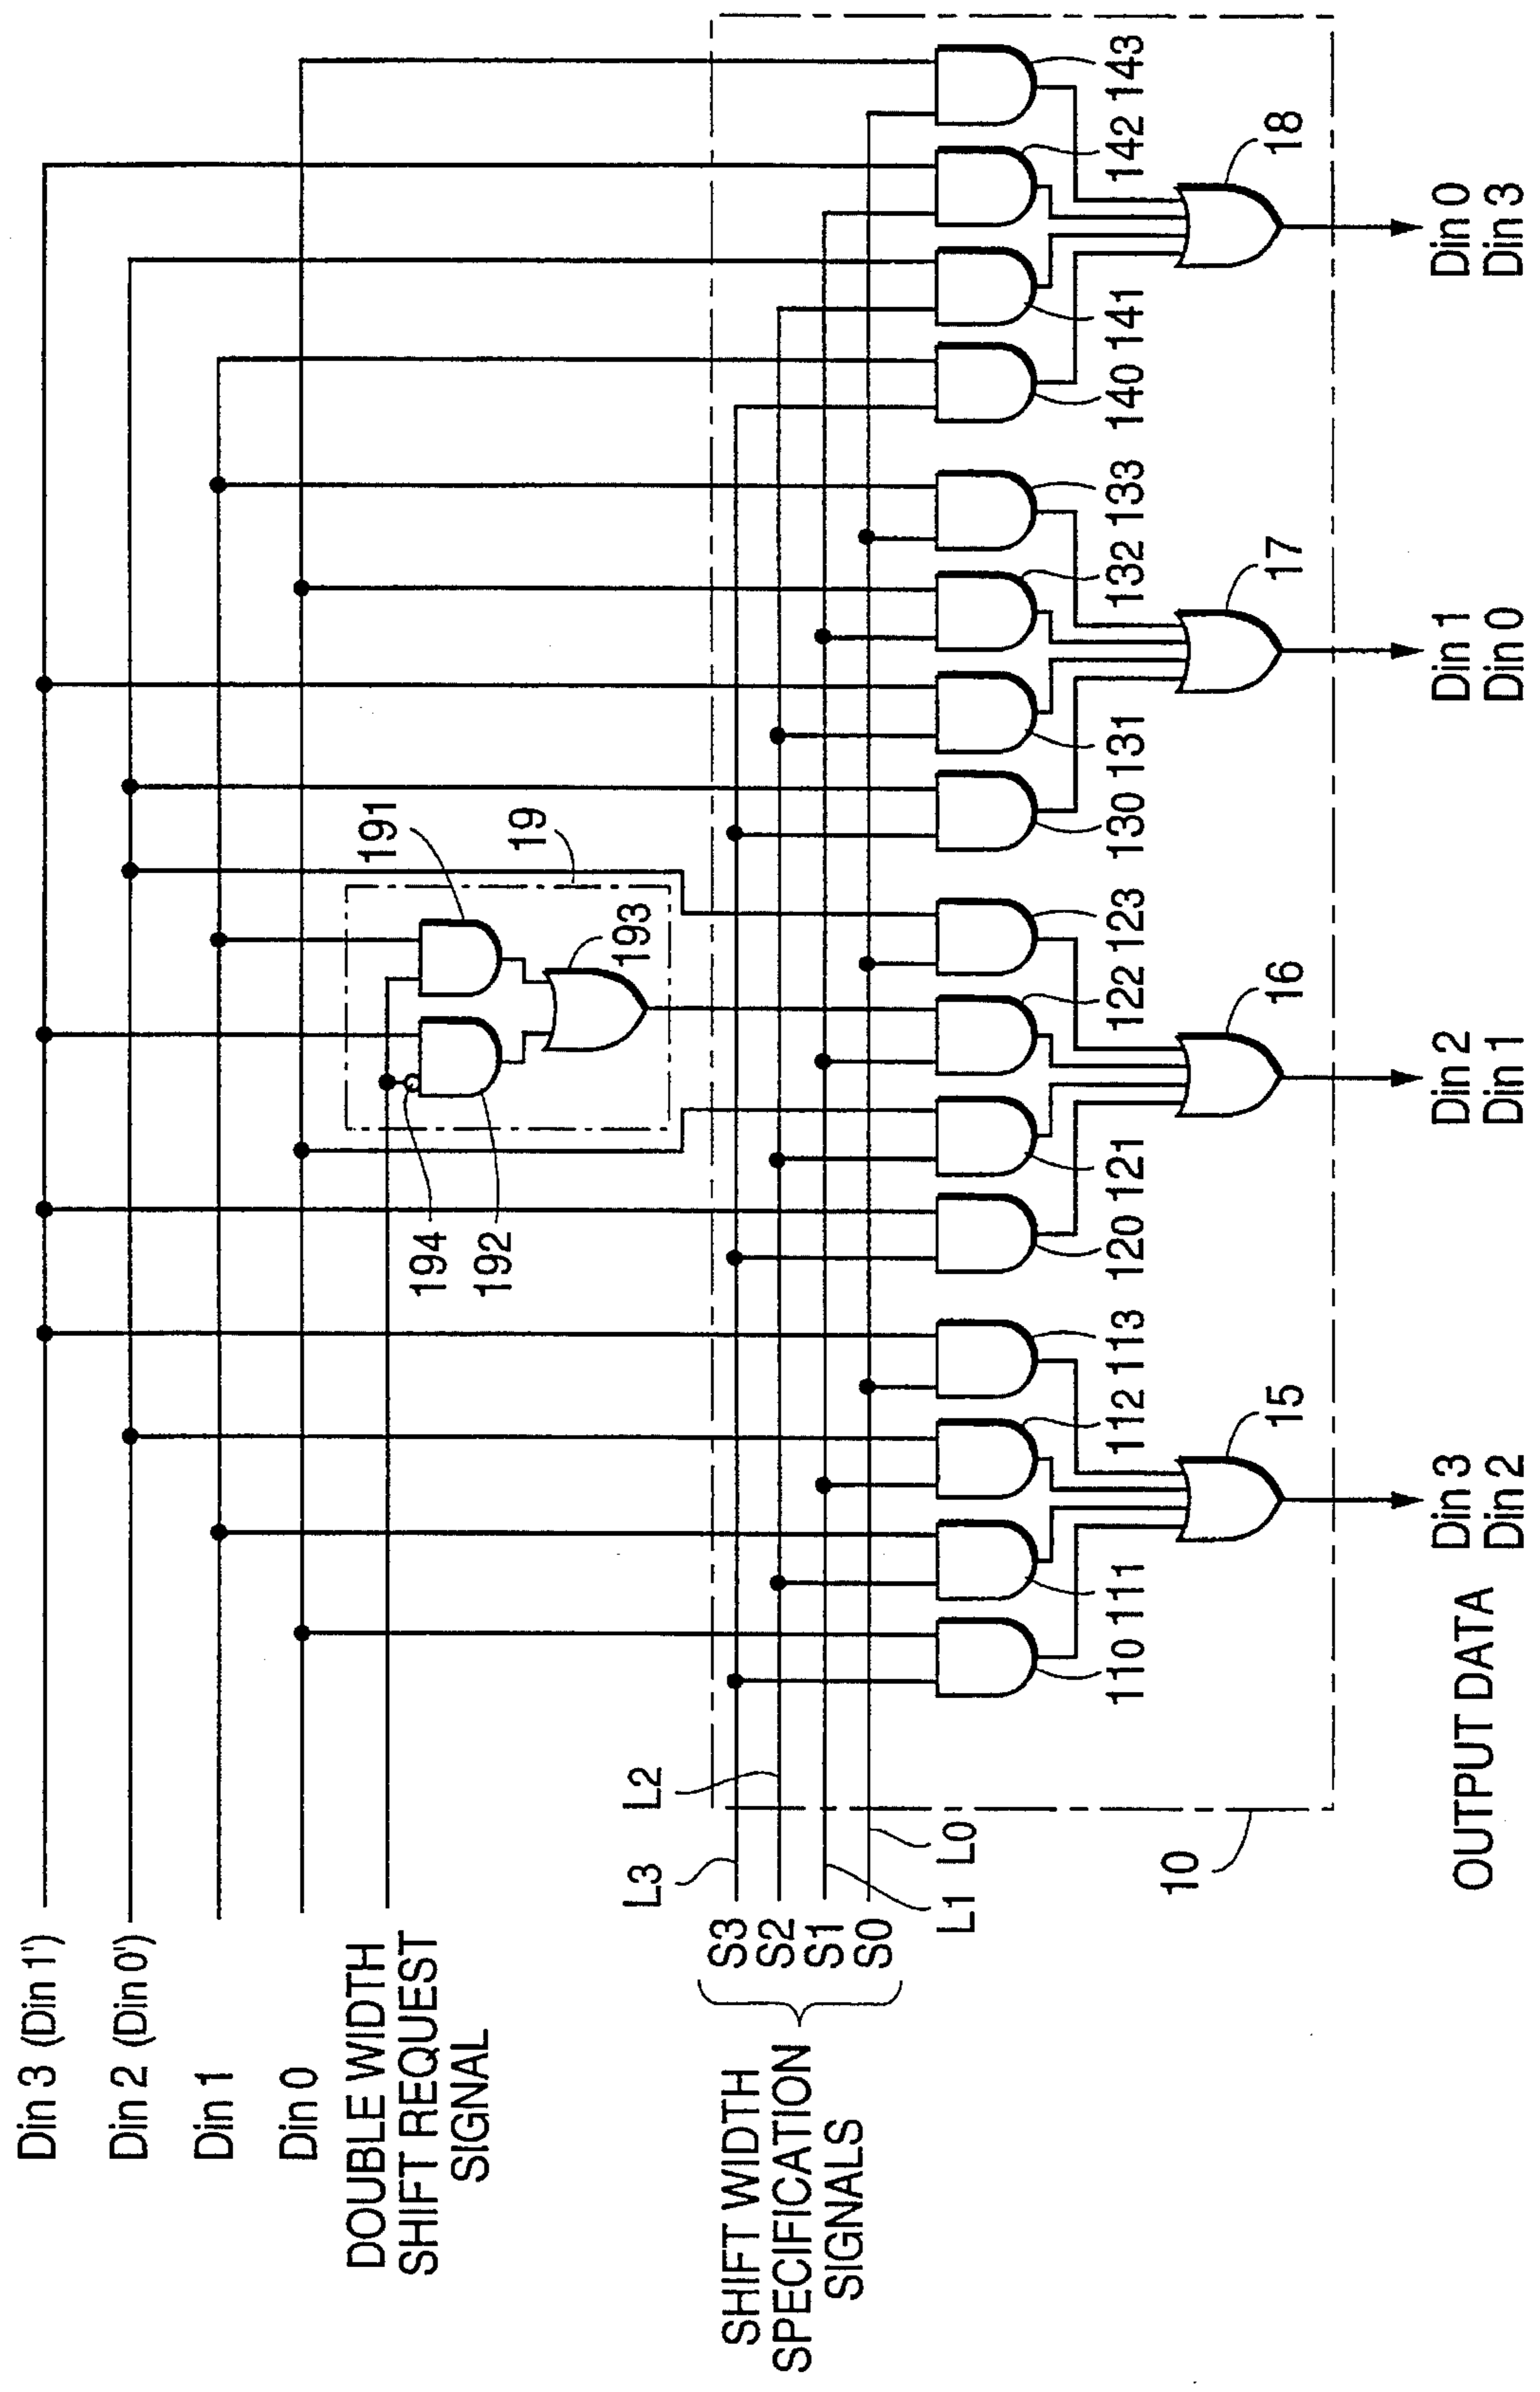 Din 3 (Din 1')
Din 2 (Din 0')
Din 1
Din 0
DOUBLE WIDTH
SHIFT REQUEST
SIGNAL
194
192
191
19
193
SHIFT WIDTH
SPECIFICATION
SIGNALS
S3
S2
S1
S0
L3
L2
L1
L0
10
110
111
112
113
120
121
122
123
130
131
132
133
140
141
142
143
15
16
17
18
OUTPUT DATA
Din 3
Din 2
Din 2
Din 1
Din 1
Din 0
Din 0
Din 3